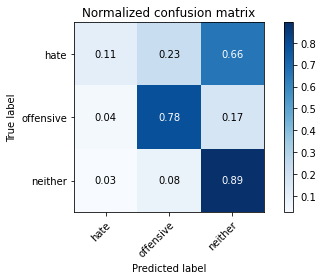 Normalized confusion matrix
True label
hate
0.11 0.23 0.66
offensive
0.04 0.78 0.17
neither
0.03 0.08 0.89
hate offensive neither
Predicted label
0.8
0.7
0.6
0.5
0.4
0.3
0.2
0.1